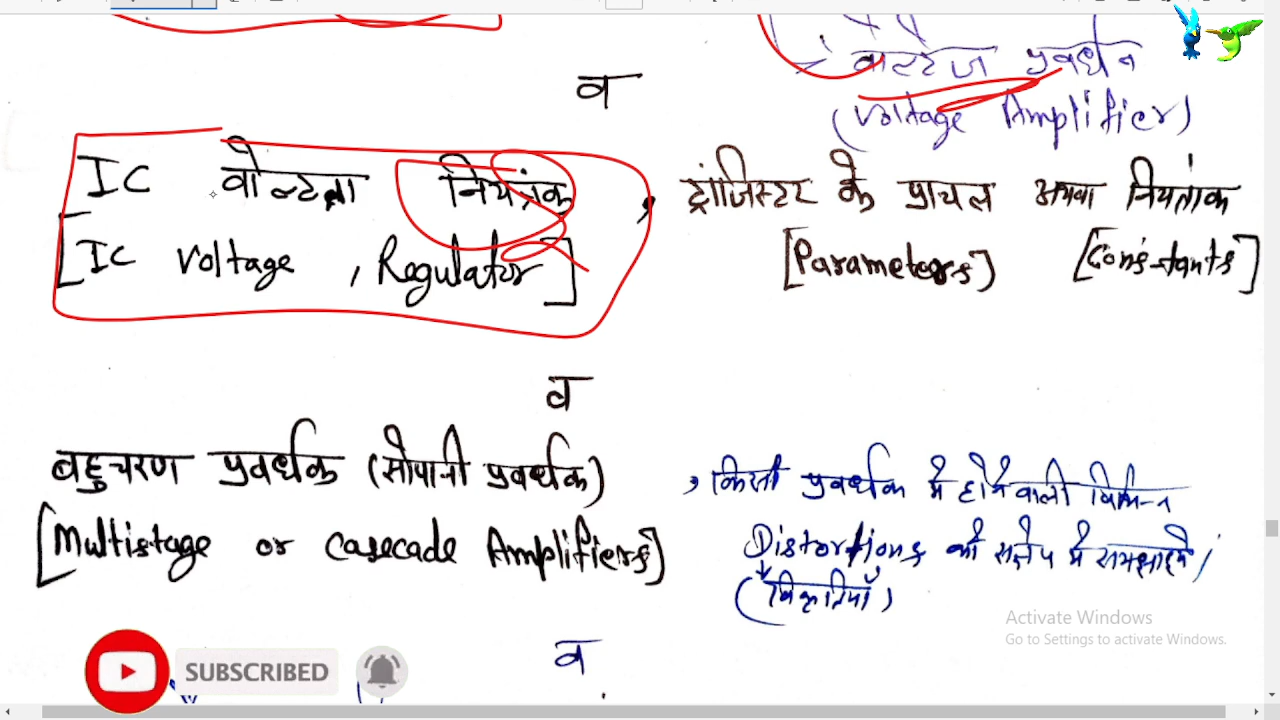 व
वोल्टेज प्रवर्धन
(Voltage Amplifier)
IC वोल्टता नियंत्रक ,
[IC Voltage , Regulator]
ट्रांजिस्टर के प्राचल अथवा नियतांक
[Parameters] [Constants]
व
बहुचरण प्रवर्धक (सोपानी प्रवर्धक)
[Multistage or Casecade Amplifiers]
, किसी प्रवर्धक में होने वाली विभिन्न
Distortions को संक्षेप में समझाइये।
(विकृतियाँ)
व
Activate Windows
Go to Settings to activate Windows.
SUBSCRIBED